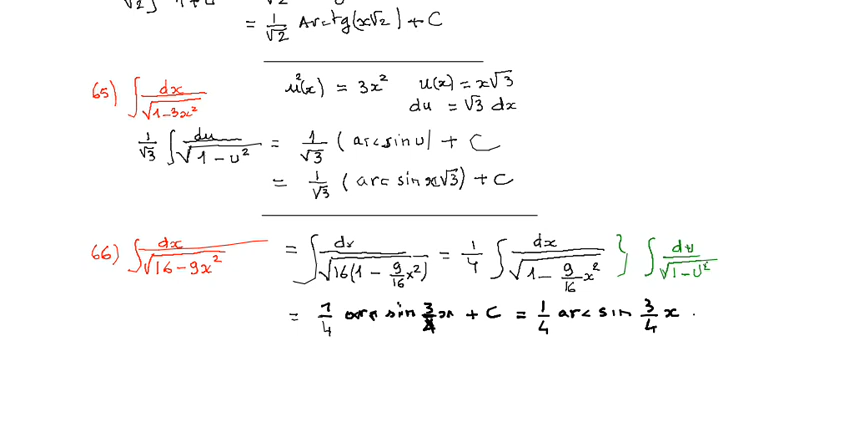 = 1/√2 Arctg(x√2) + C
65) ∫ dx/√(1-3x²) u²(x) = 3x² u(x) = x√3
du = √3 dx
1/√3 ∫ du/√(1-u²) = 1/√3 (arcsin u) + C
= 1/√3 (arc sin x√3) + C
66) ∫ dx/√(16-9x²) = ∫ dx/√(16(1 - 9/16 x²)) = 1/4 ∫ dx/√(1 - 9/16 x²) } ∫ du/√(1-u²)
= 1/4 arc sin 3/4 x + C = 1/4 arc sin 3/4 x .